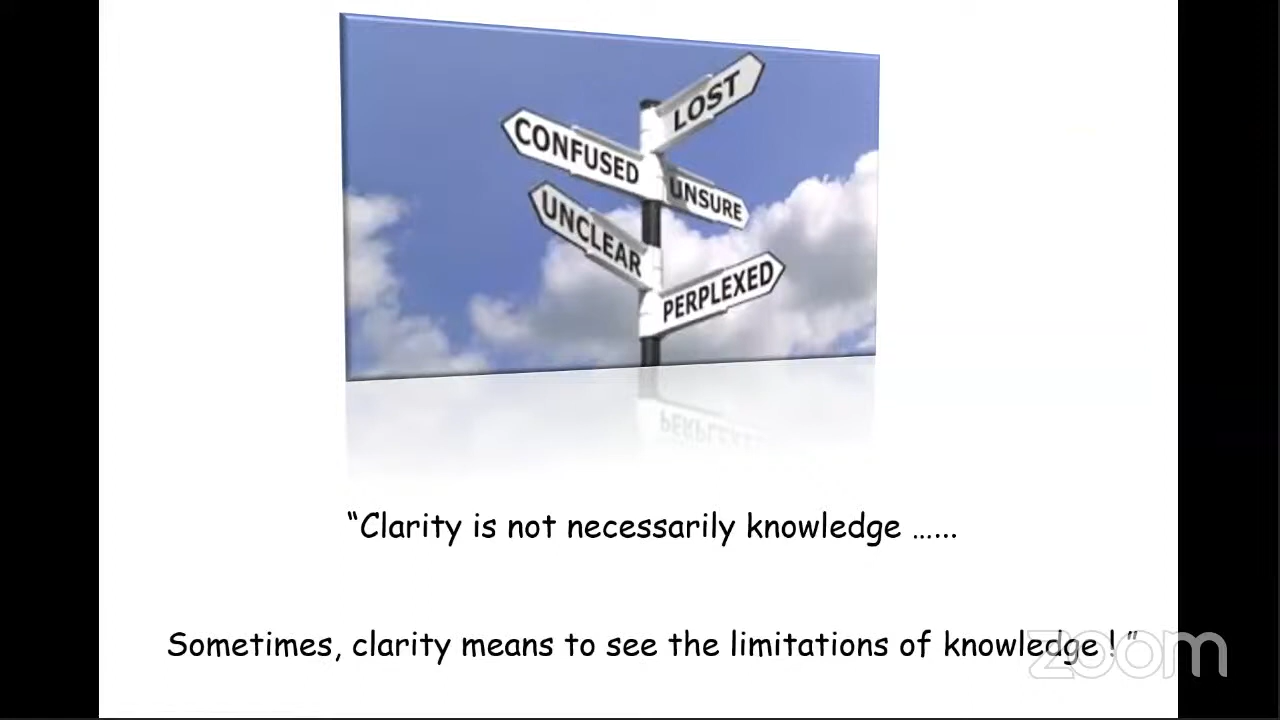 LOST
CONFUSED
UNSURE
UNCLEAR
PERPLEXED
PERPLEXED
“Clarity is not necessarily knowledge …...
Sometimes, clarity means to see the limitations of knowledge ! ”
zoom